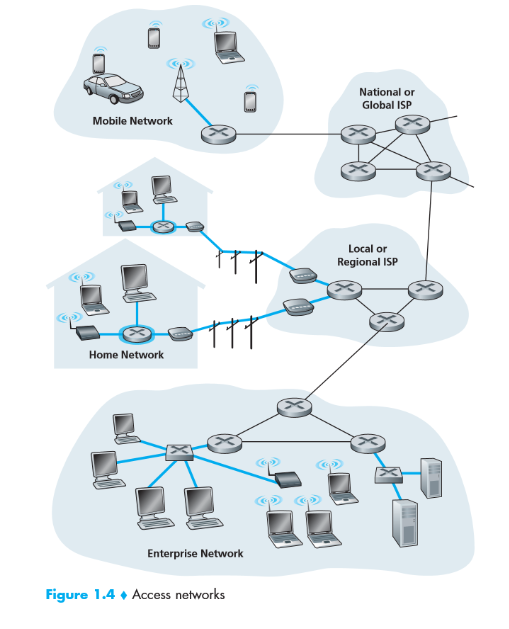 National or
Global ISP
Mobile Network
Local or
Regional ISP
Home Network
Enterprise Network
Figure 1.4 ♦ Access networks